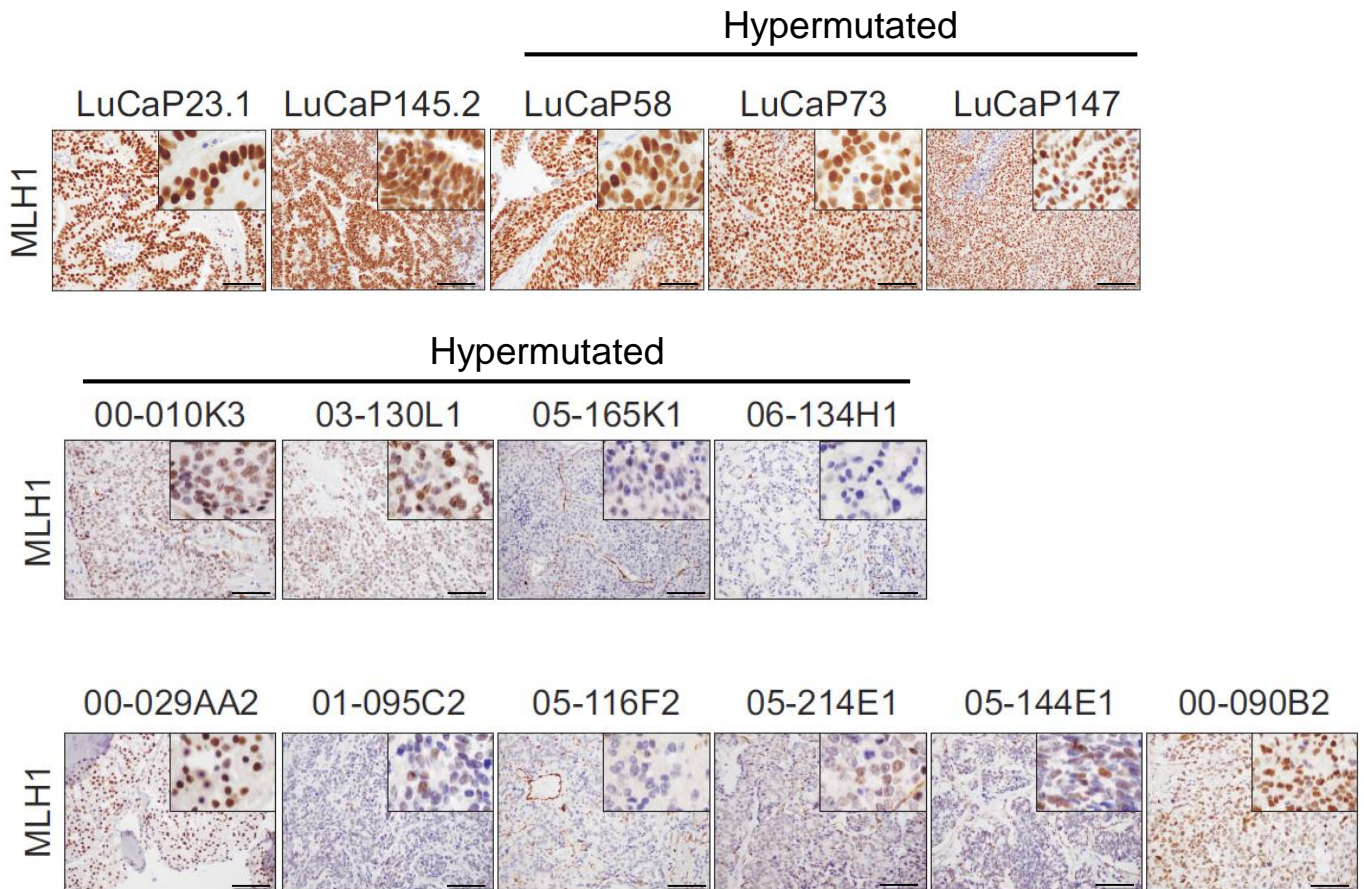 Hypermutated
LuCaP23.1 LuCaP145.2 LuCaP58 LuCaP73 LuCaP147
MLH1
Hypermutated
00-010K3 03-130L1 05-165K1 06-134H1
MLH1
00-029AA2 01-095C2 05-116F2 05-214E1 05-144E1 00-090B2
MLH1